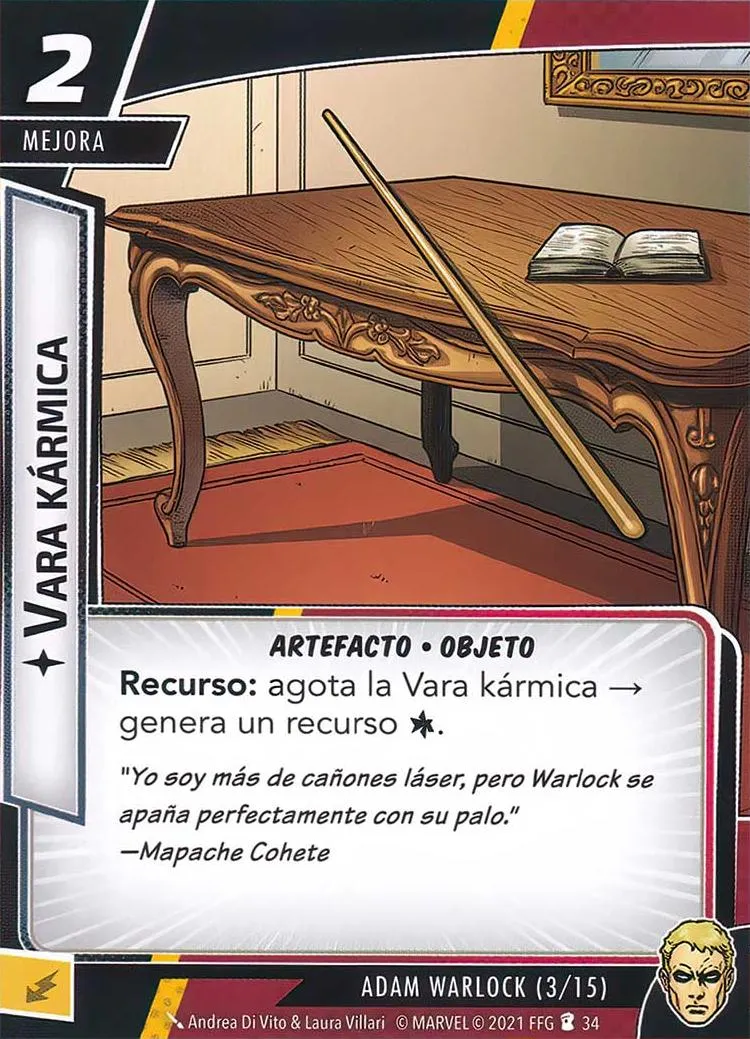 2
MEJORA
VARA KÁRMICA
ARTEFACTO • OBJETO
Recurso: agota la Vara kármica →
genera un recurso.
"Yo soy más de cañones láser, pero Warlock se
apaña perfectamente con su palo."
—Mapache Cohete
ADAM WARLOCK (3/15)
Andrea Di Vito & Laura Villari © MARVEL © 2021 FFG 34